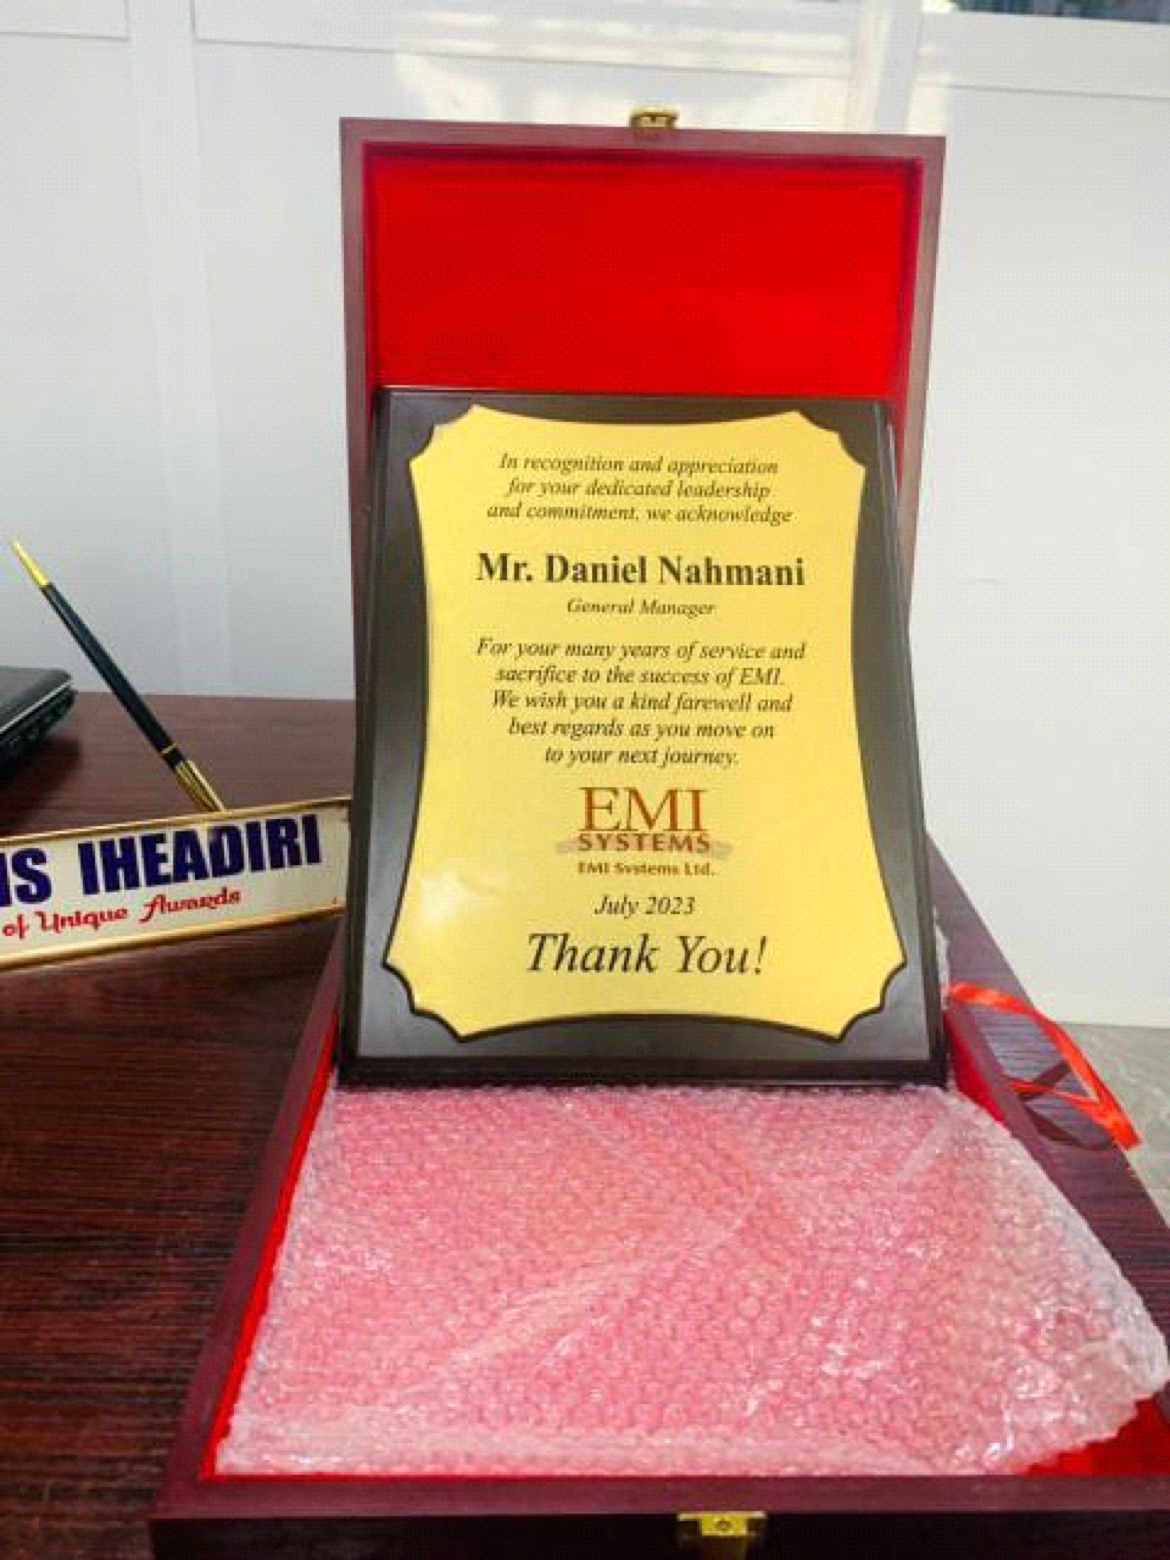 In recognition and appreciation
for your dedicated leadership
and commitment, we acknowledge
Mr. Daniel Nahmani
General Manager
For your many years of service and
sacrifice to the success of EMI.
We wish you a kind farewell and
best regards as you move on
to your next journey.
EMI
SYSTEMS
EMI Systems Ltd.
July 2023
Thank You!
IHEADIRI
of Unique Awards